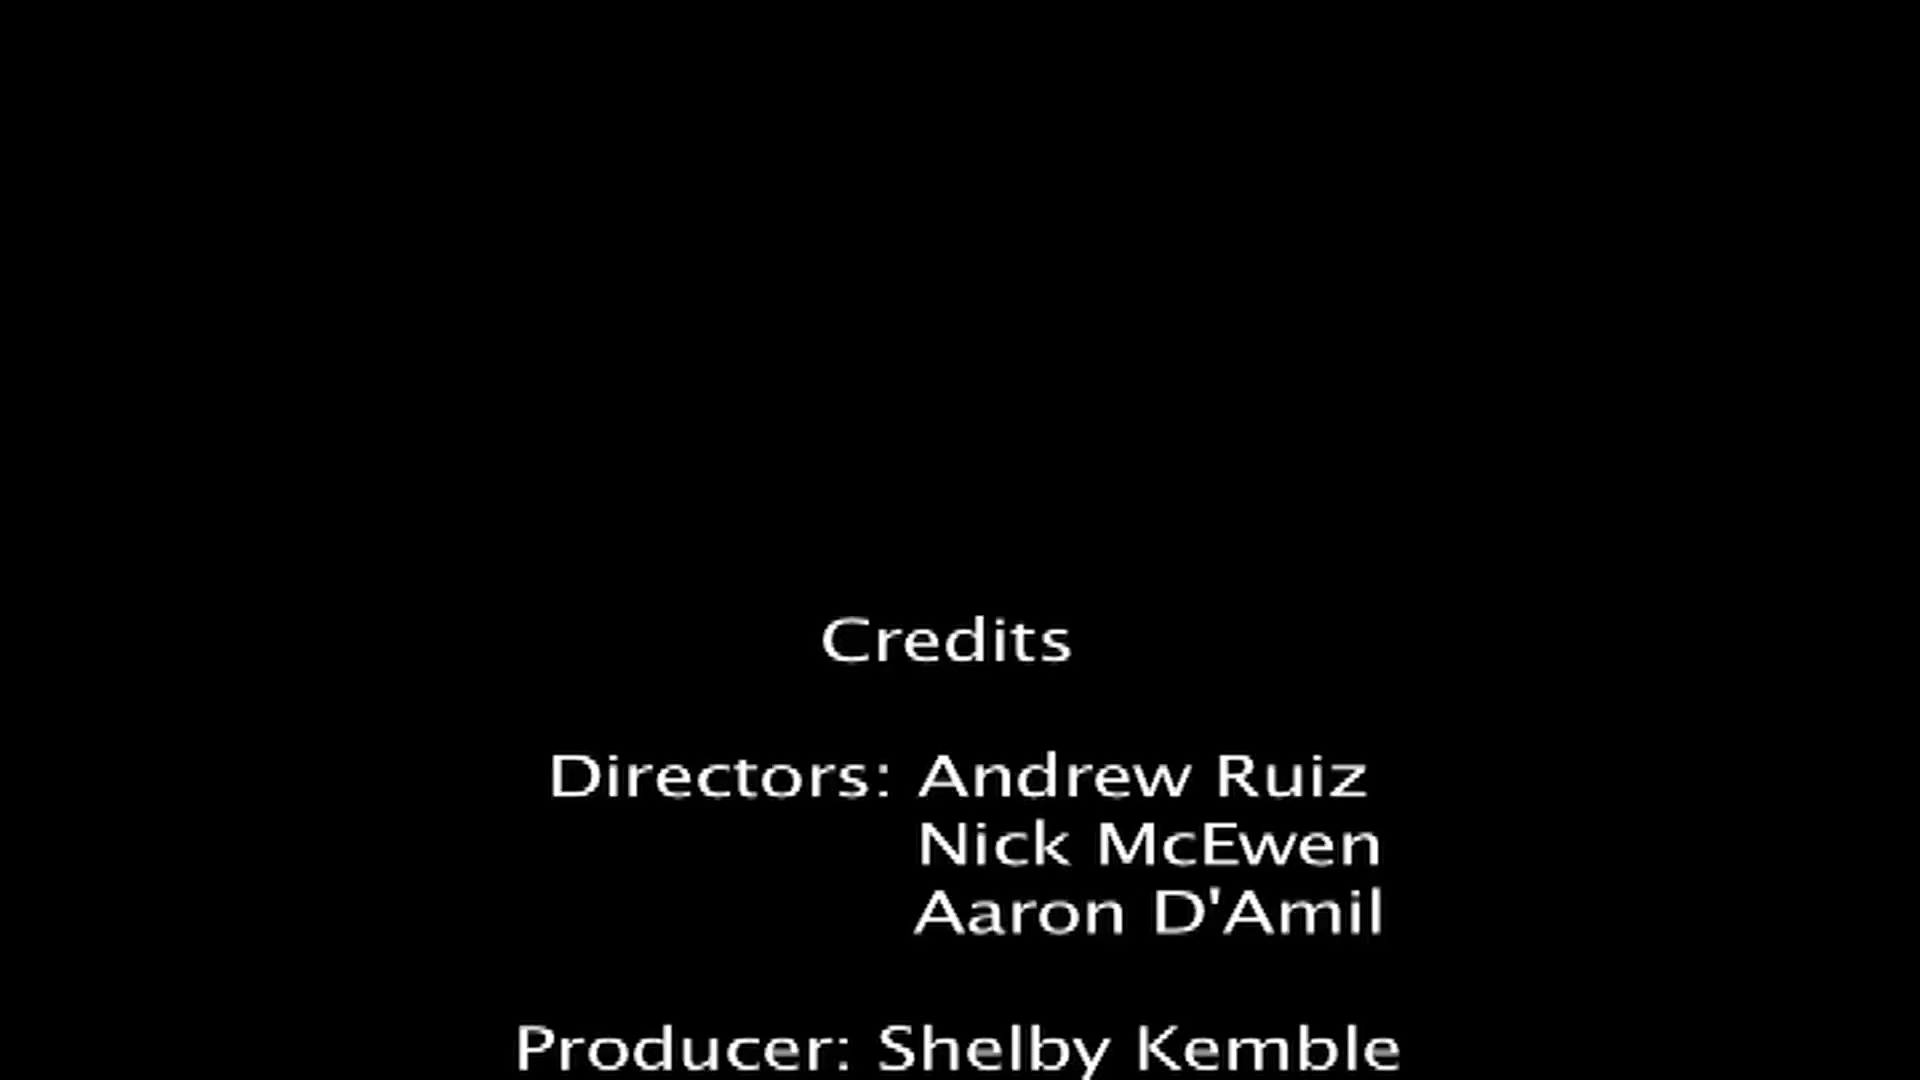 Credits
Directors: Andrew Ruiz
Nick McEwen
Aaron D'Amil
Producer: Shelby Kemble